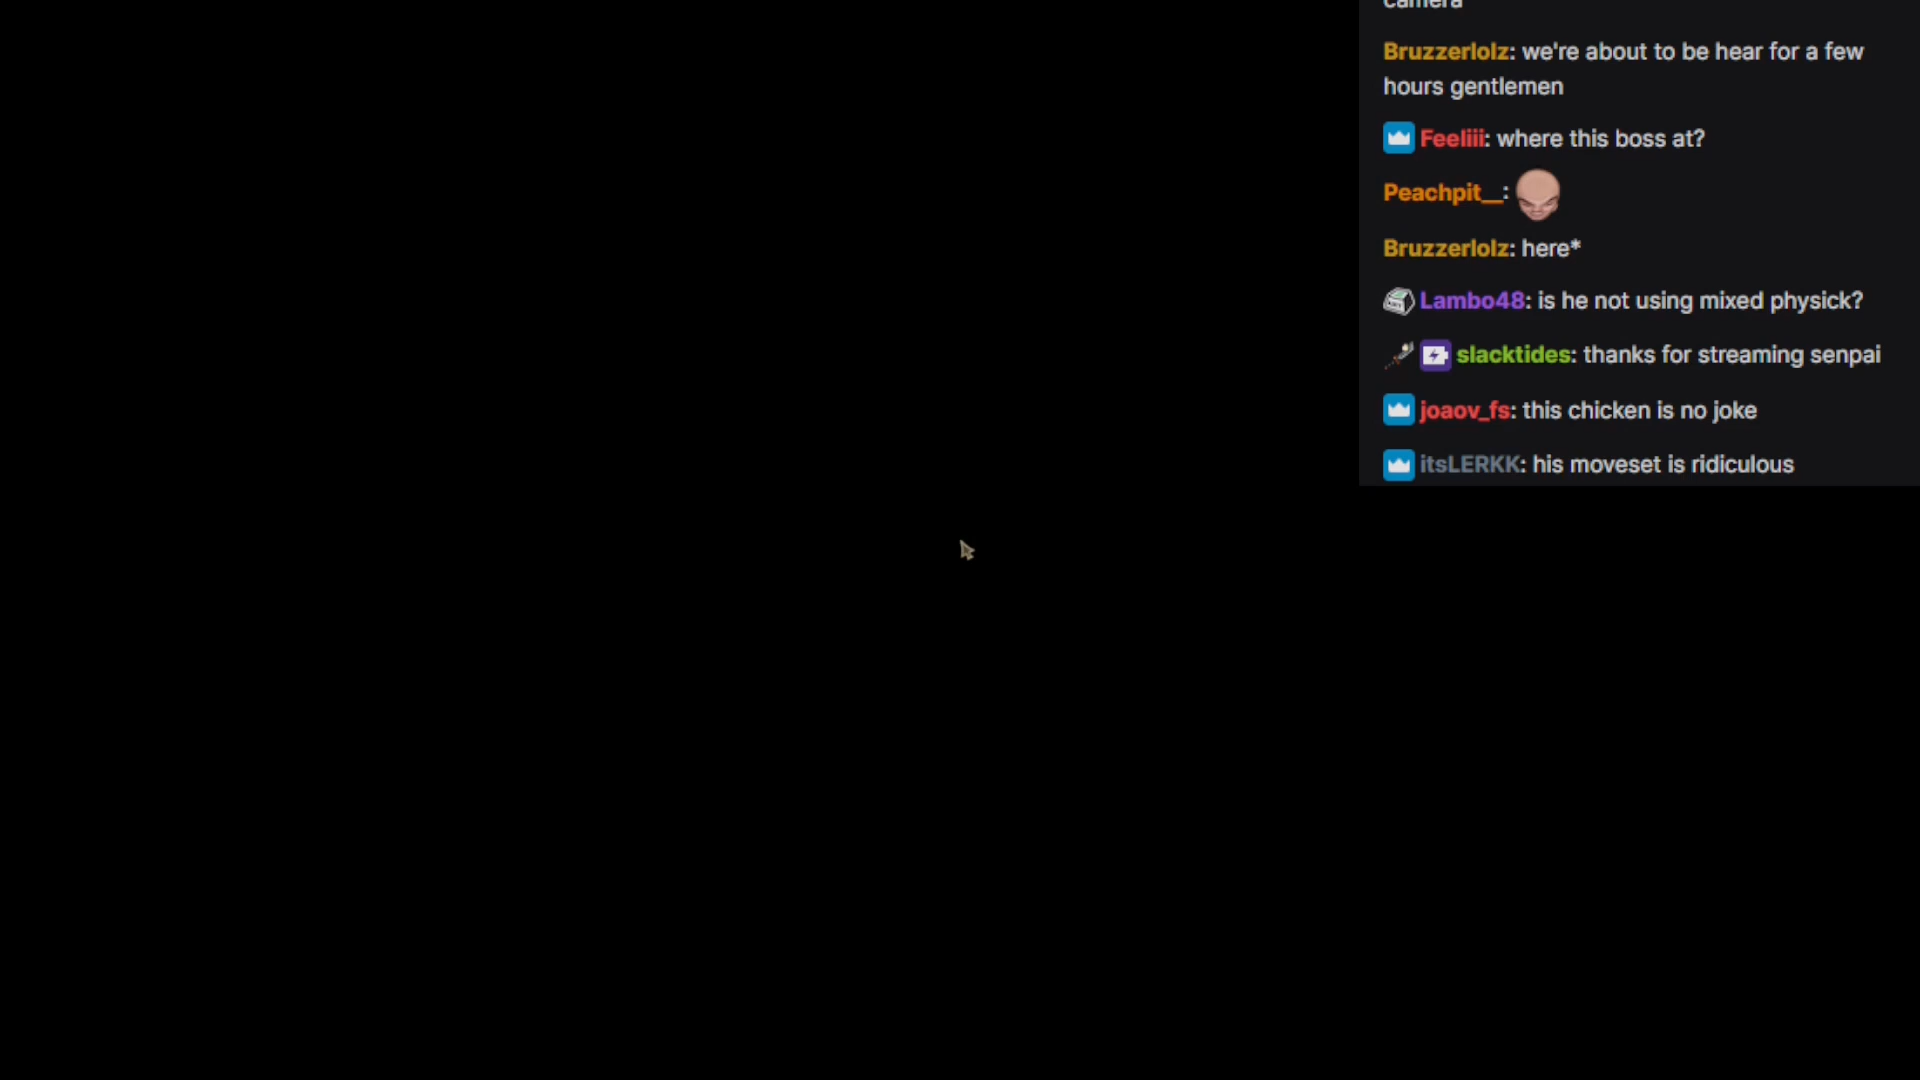 camera
Bruzzerlolz: we're about to be hear for a few
hours gentlemen
Feeliii: where this boss at?
Peachpit__:
Bruzzerlolz: here*
Lambo48: is he not using mixed physick?
slacktides: thanks for streaming senpai
joaov_fs: this chicken is no joke
itsLERKK: his moveset is ridiculous